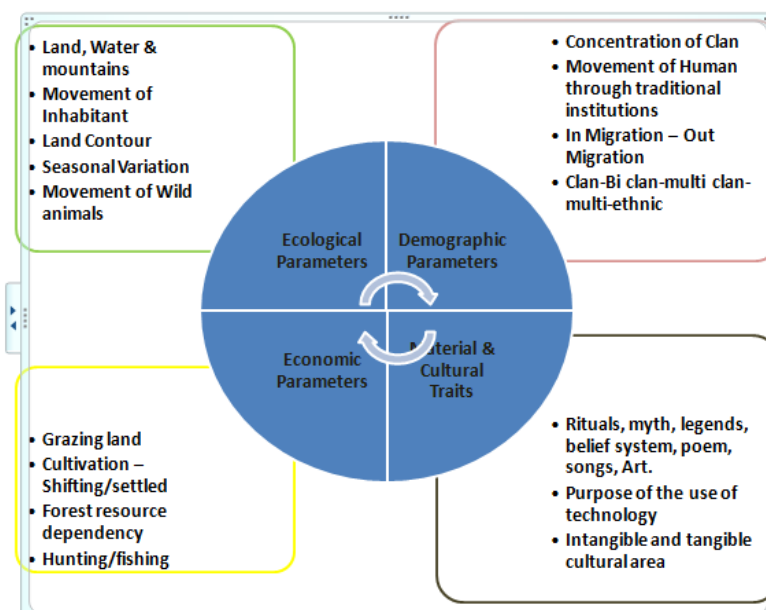 • Land, Water &
mountains
• Movement of
Inhabitant
• Land Contour
• Seasonal Variation
• Movement of Wild
animals
• Concentration of Clan
• Movement of Human
through traditional
institutions
• In Migration – Out
Migration
• Clan-Bi clan-multi clan-
multi-ethnic
Ecological
Parameters
Demographic
Parameters
Economic
Parameters
Material &
Cultural
Traits
• Grazing land
• Cultivation –
Shifting/settled
• Forest resource
dependency
• Hunting/fishing
• Rituals, myth, legends,
belief system, poem,
songs, Art.
• Purpose of the use of
technology
• Intangible and tangible
cultural area